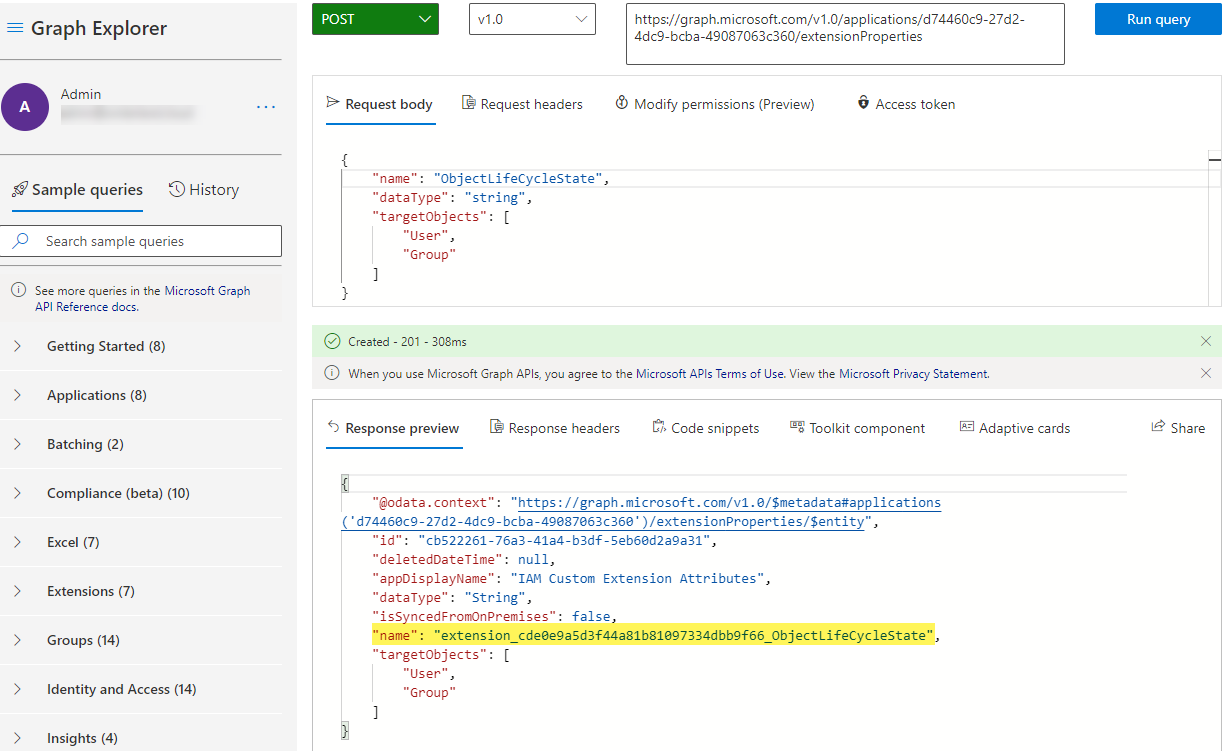 Graph Explorer
POST
v1.0
https://graph.microsoft.com/v1.0/applications/d74460c9-27d2-
4dc9-bcba-49087063c360/extensionProperties
Run query
A
Admin
...
Sample queries
History
Search sample queries
See more queries in the Microsoft Graph
API Reference docs.
Getting Started (8)
Applications (8)
Batching (2)
Compliance (beta) (10)
Excel (7)
Extensions (7)
Groups (14)
Identity and Access (14)
Insights (4)
Request body
Request headers
Modify permissions (Preview)
Access token
{
"name": "ObjectLifeCycleState",
"dataType": "string",
"targetObjects": [
"User",
"Group"
]
}
Created - 201 - 308ms
When you use Microsoft Graph APIs, you agree to the Microsoft APIs Terms of Use. View the Microsoft Privacy Statement.
Response preview
Response headers
Code snippets
Toolkit component
Adaptive cards
Share
{
"@odata.context": "https://graph.microsoft.com/v1.0/$metadata#applications
('d74460c9-27d2-4dc9-bcba-49087063c360')/extensionProperties/$entity",
"id": "cb522261-76a3-41a4-b3df-5eb60d2a9a31",
"deletedDateTime": null,
"appDisplayName": "IAM Custom Extension Attributes",
"dataType": "String",
"isSyncedFromOnPremises": false,
"name": "extension_cde0e9a5d3f44a81b81097334dbb9f66_ObjectLifeCycleState",
"targetObjects": [
"User",
"Group"
]
}